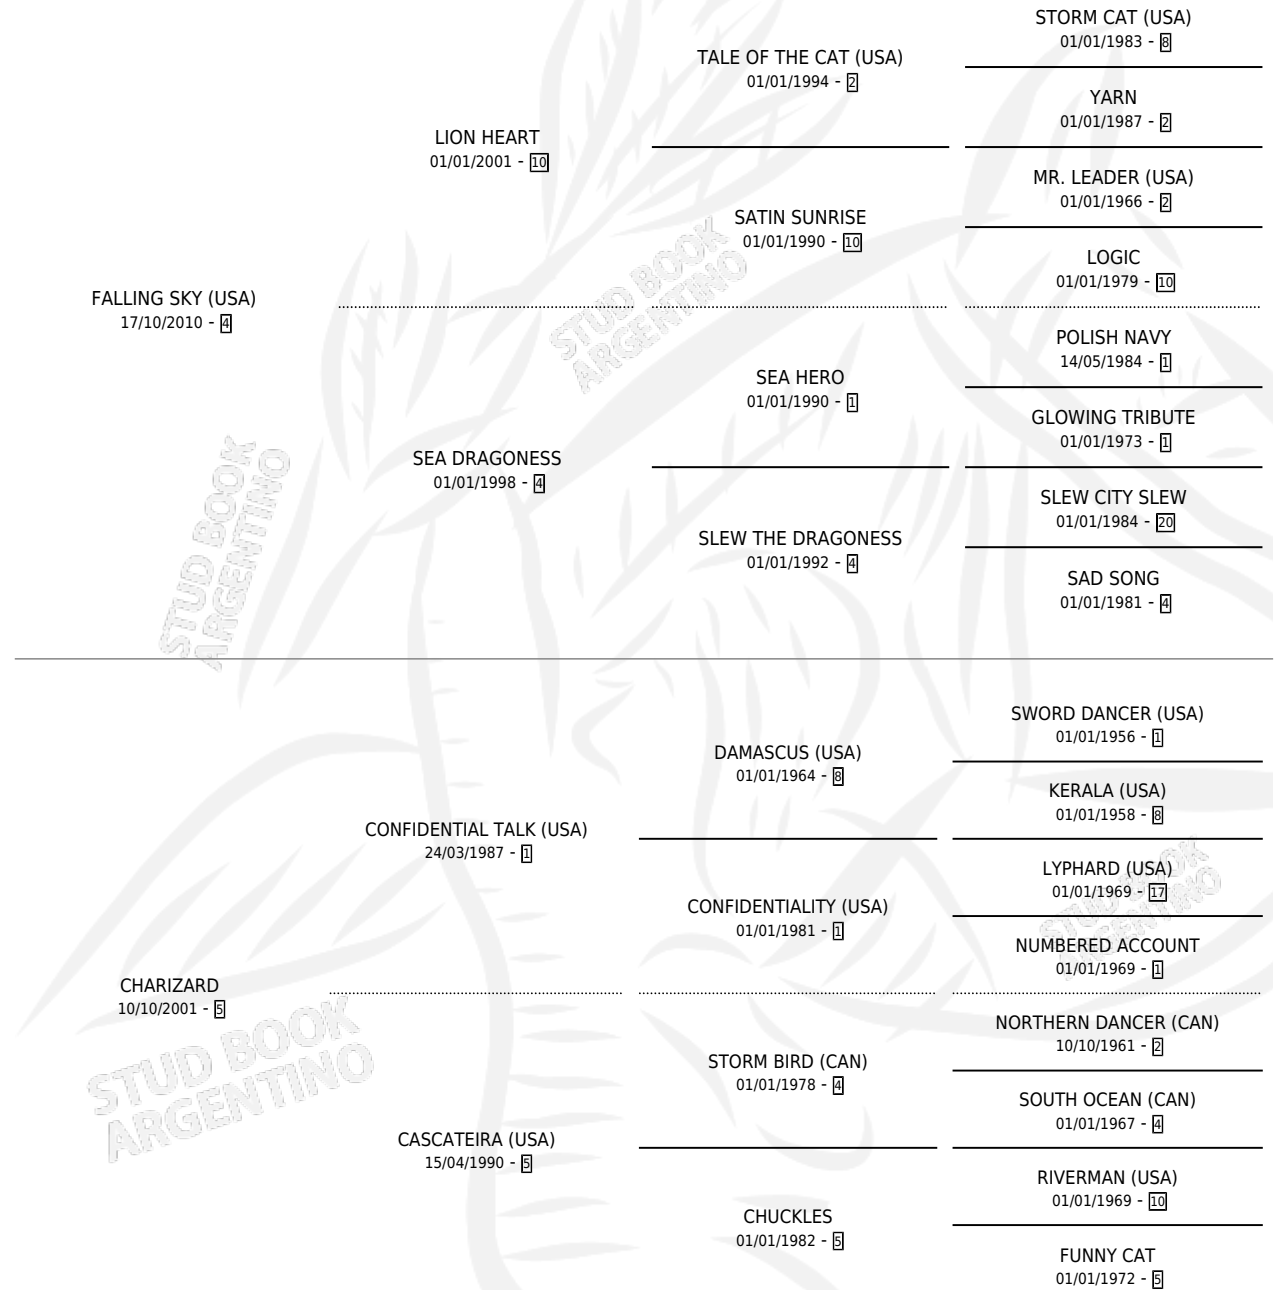 STORM CAT (USA)
01/01/1983 - 8
TALE OF THE CAT (USA)
01/01/1994 - 2
YARN
01/01/1987 - 2
LION HEART
01/01/2001 - 10
MR. LEADER (USA)
01/01/1966 - 2
SATIN SUNRISE
01/01/1990 - 10
LOGIC
01/01/1979 - 10
FALLING SKY (USA)
17/10/2010 - 4
STUD BOOK
ARGENTINO
POLISH NAVY
14/05/1984 - 1
SEA HERO
01/01/1990 - 1
GLOWING TRIBUTE
01/01/1973 - 1
SEA DRAGONESS
01/01/1998 - 4
SLEW CITY SLEW
01/01/1984 - 20
SLEW THE DRAGONESS
01/01/1992 - 4
SAD SONG
01/01/1981 - 4
STUD BOOK
ARGENTINO
SWORD DANCER (USA)
01/01/1956 - 1
DAMASCUS (USA)
01/01/1964 - 8
KERALA (USA)
01/01/1958 - 8
CONFIDENTIAL TALK (USA)
24/03/1987 - 1
LYPHARD (USA)
01/01/1969 - 17
CONFIDENTIALITY (USA)
01/01/1981 - 1
NUMBERED ACCOUNT
01/01/1969 - 1
STUD BOOK
ARGENTINO
CHARIZARD
10/10/2001 - 5
NORTHERN DANCER (CAN)
10/10/1961 - 2
STORM BIRD (CAN)
01/01/1978 - 4
SOUTH OCEAN (CAN)
01/01/1967 - 4
STUD BOOK
ARGENTINO
CASCATEIRA (USA)
15/04/1990 - 5
RIVERMAN (USA)
01/01/1969 - 10
CHUCKLES
01/01/1982 - 5
FUNNY CAT
01/01/1972 - 5